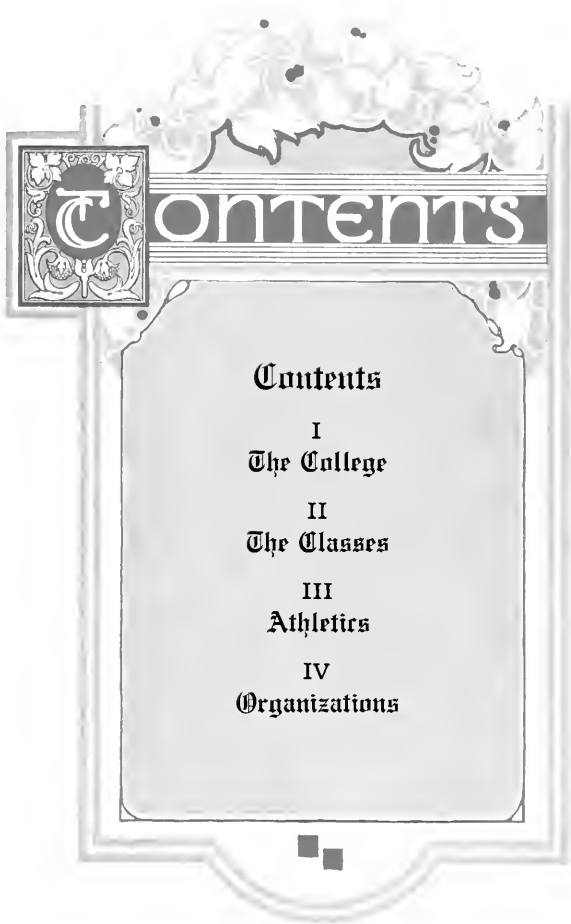 CONTENTS
Contents
I
The College
II
The Classes
III
Athletics
IV
Organizations